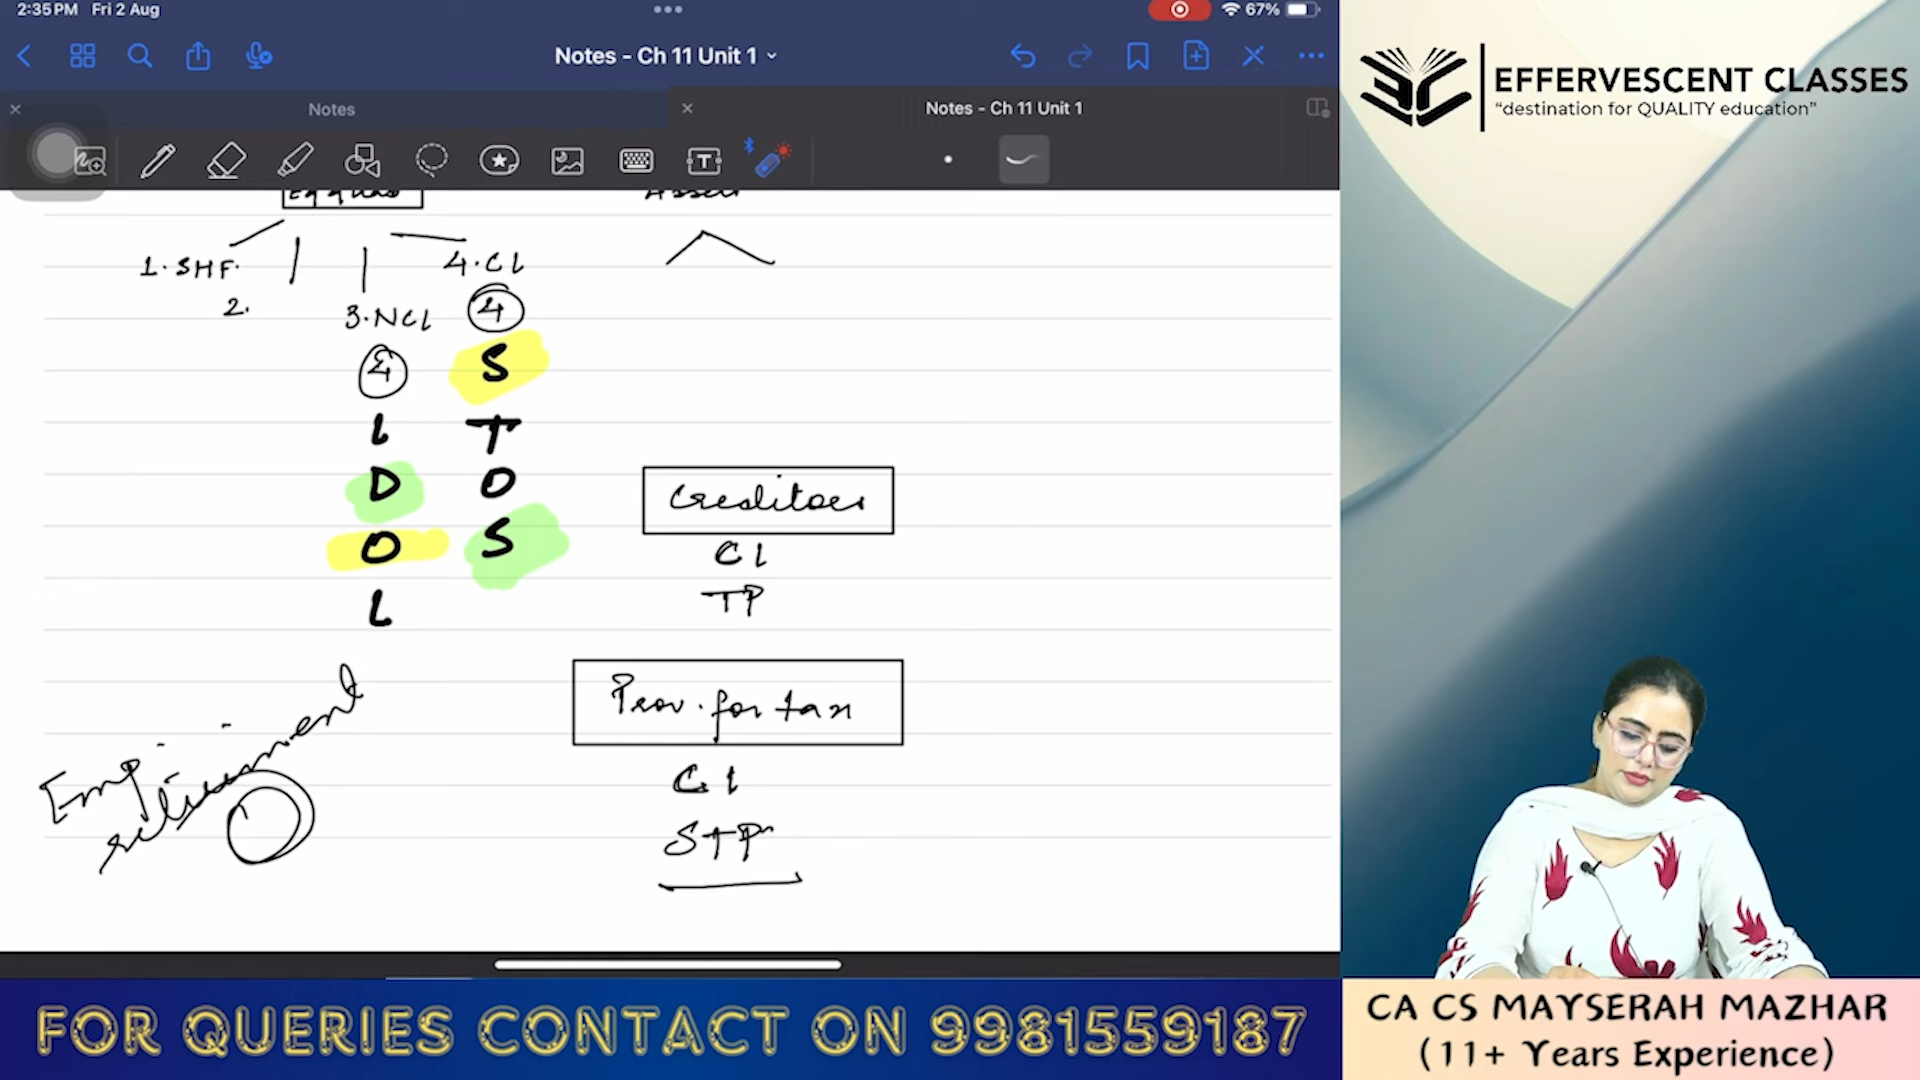 2:35 PM Fri 2 Aug
67%
Notes - Ch 11 Unit 1
Notes
Notes - Ch 11 Unit 1
1. SHF.
4. CL
2.
3. NCL
4
4
S
L
T
D
O
O
S
L
Creditors
CL
TP
Prov. for tax
CL
STP
Emp.
retirement
EFFERVESCENT CLASSES
"destination for QUALITY education"
FOR QUERIES CONTACT ON 9981559187
CA CS MAYSERAH MAZHAR
(11+ Years Experience)